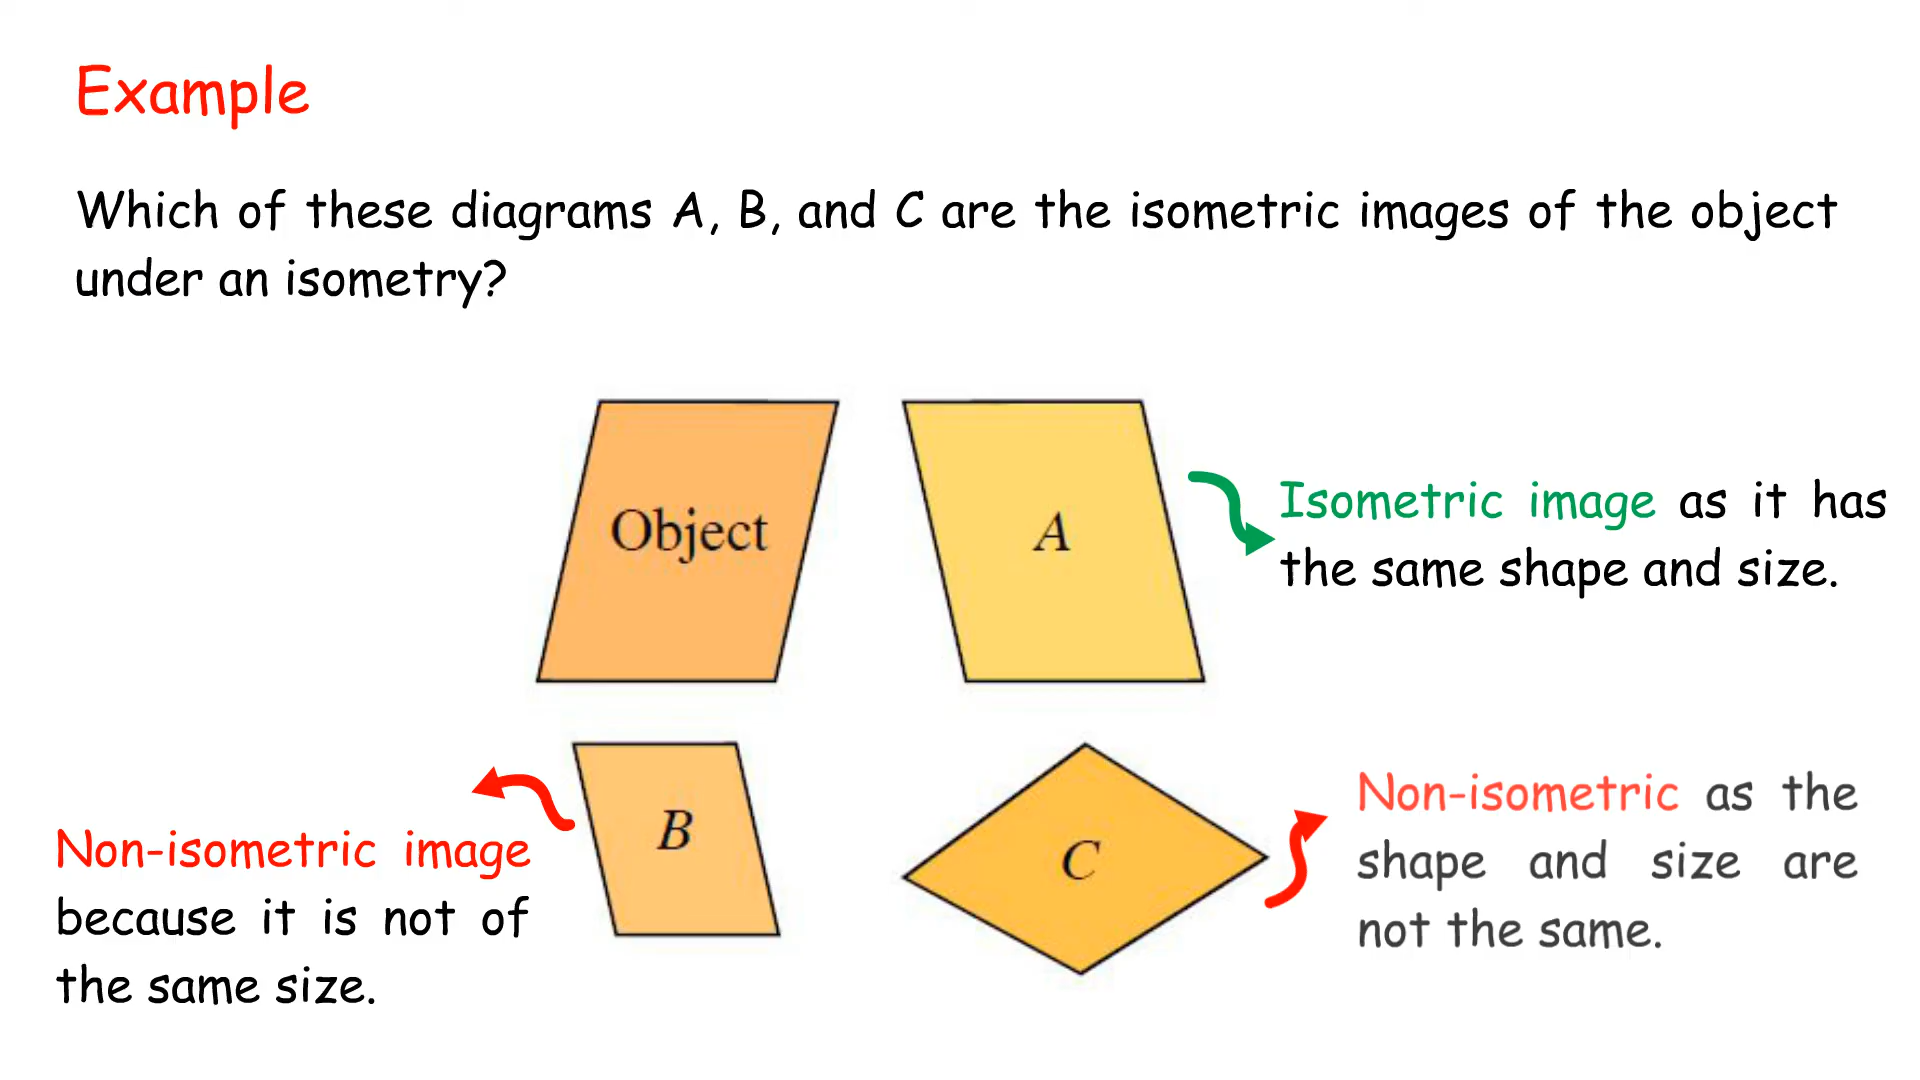 Example
Which of these diagrams A, B, and C are the isometric images of the object
under an isometry?
Object
A
Isometric image as it has
the same shape and size.
B
Non-isometric image
because it is not of
the same size.
C
Non-isometric as the
shape and size are
not the same.